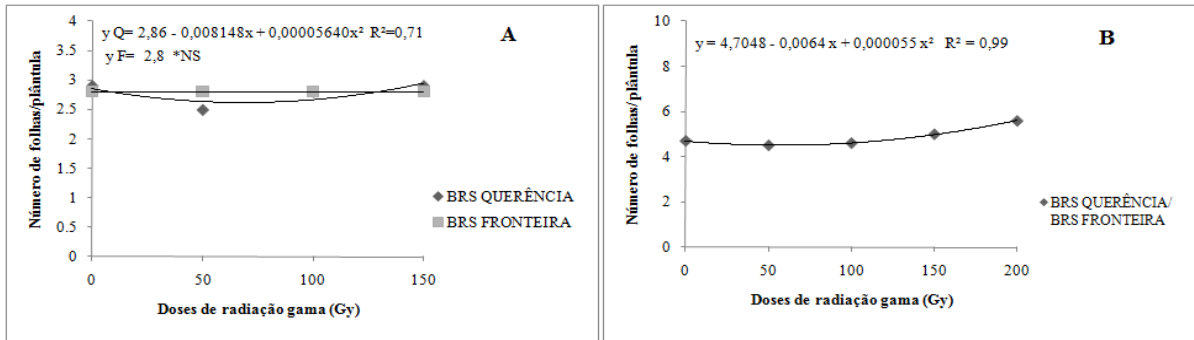 y Q= 2,86 - 0,008148x + 0,00005640x² R²=0,71
y F= 2,8 *NS
A
4
3.5
3
2.5
2
1.5
1
0.5
0
Número de folhas/plântula
0 50 100 150
Doses de radiação gama (Gy)
BRS QUERÊNCIA
BRS FRONTEIRA
B
y = 4,7048 - 0,0064 x + 0,000055 x² R² = 0,99
10
8
6
4
2
0
Número de folhas/plântula
0 50 100 150 200
Doses de radiação gama (Gy)
BRS QUERÊNCIA/
BRS FRONTEIRA